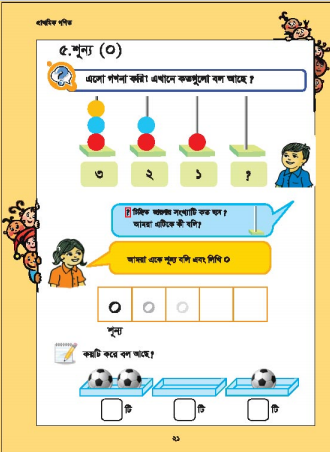 প্রাথমিক গণিত
৫. শূন্য (০)
এসো গণনা করি। এখানে কতগুলো বল আছে ?
৩ ২ ১ ?
? চিহ্নিত জায়গায় সংখ্যাটি কত হবে ?
আমরা এটিকে কী বলি?
আমরা একে শূন্য বলি এবং লিখি ০
০ ০ ০
শূন্য
কয়টি করে বল আছে?
টি টি টি
২১